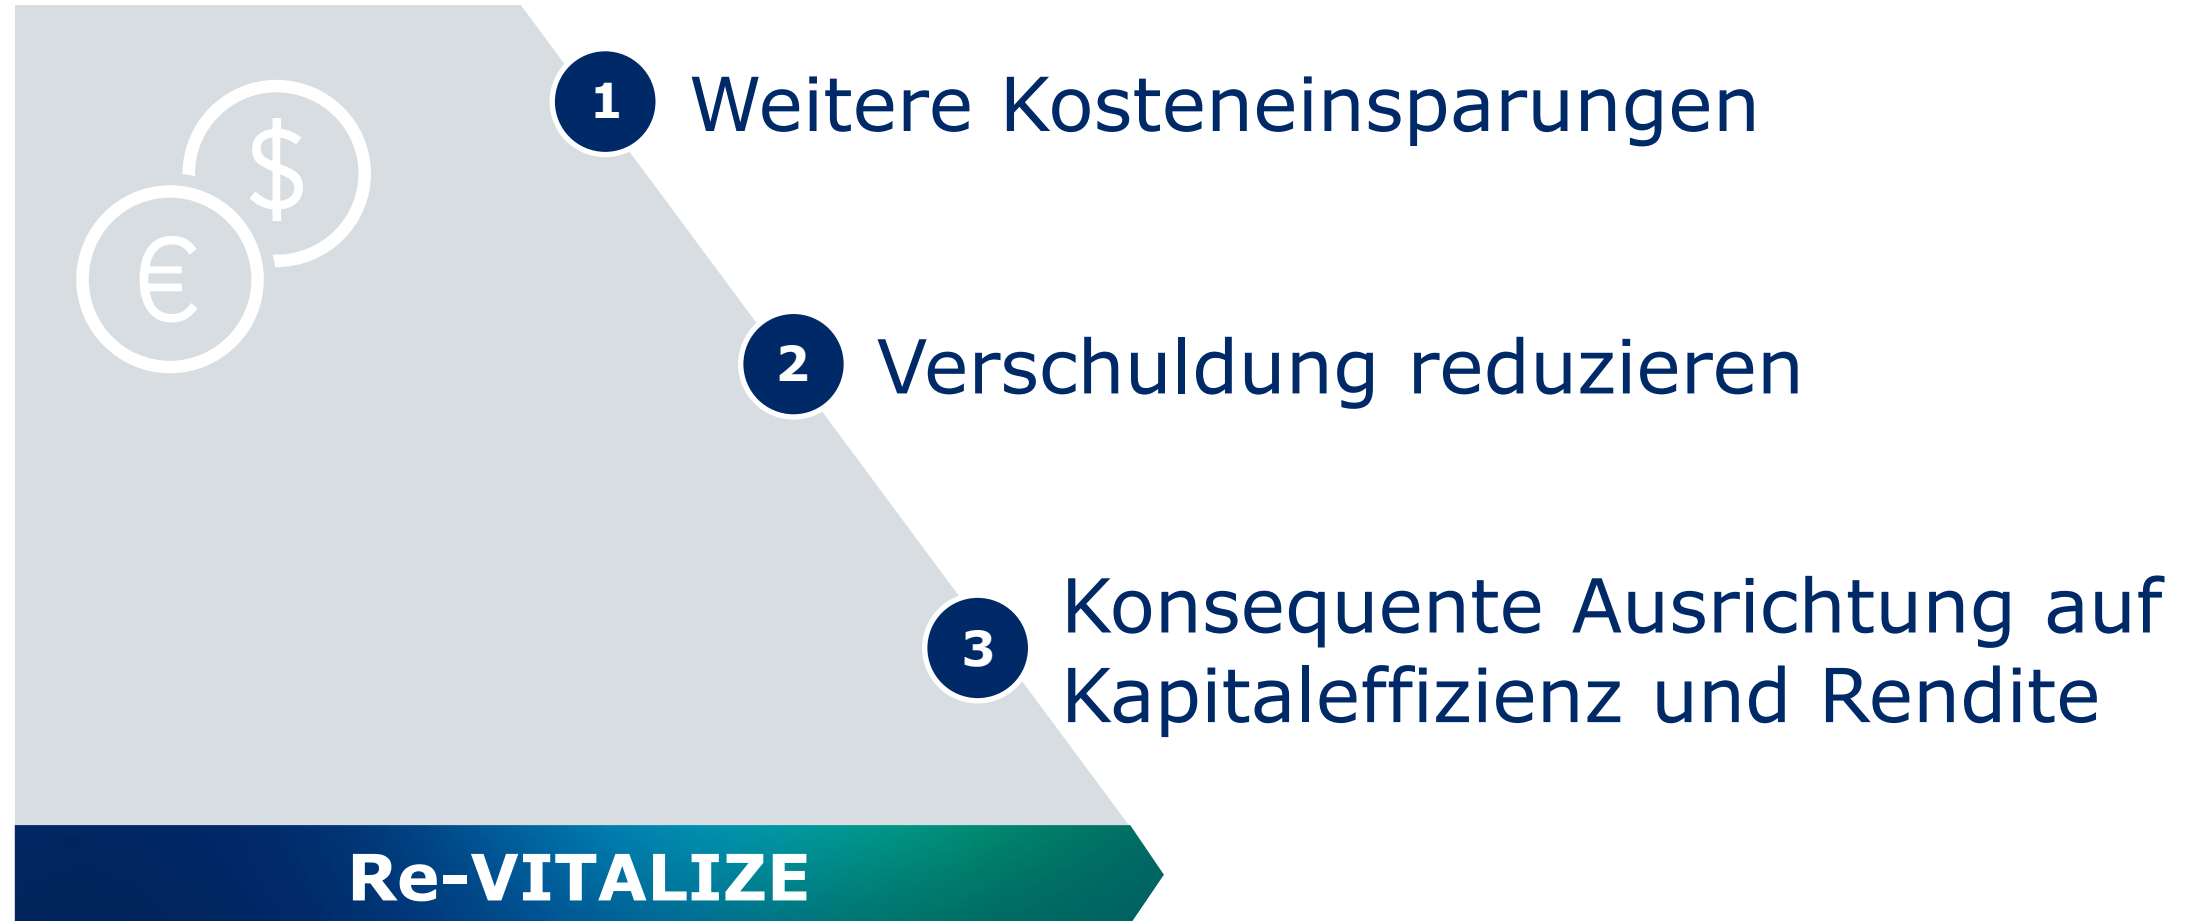 1 Weitere Kosteneinsparungen
2 Verschuldung reduzieren
3 Konsequente Ausrichtung auf
Kapitaleffizienz und Rendite
$
€
Re-VITALIZE